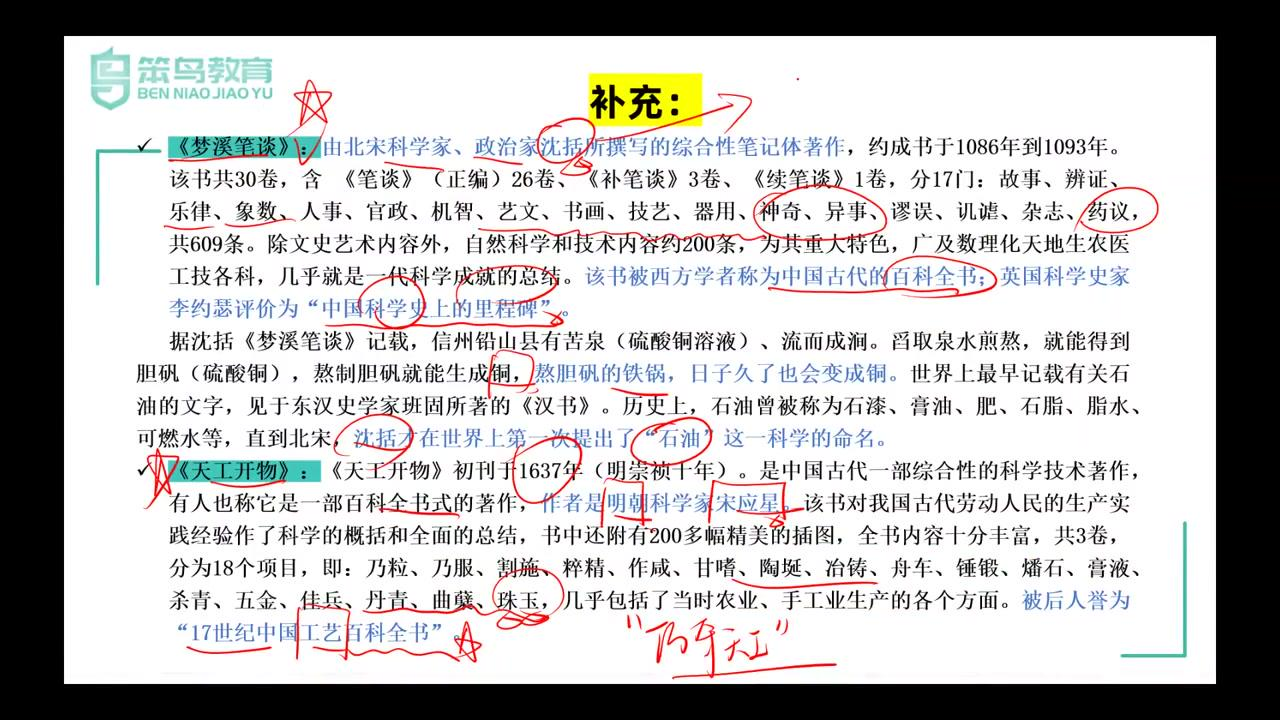 笨鸟教育
BEN NIAO JIAO YU
补充：
✓ 《梦溪笔谈》：由北宋科学家、政治家沈括所撰写的综合性笔记体著作，约成书于1086年到1093年。
该书共30卷，含 《笔谈》（正编）26卷、《补笔谈》3卷、《续笔谈》1卷，分17门：故事、辨证、
乐律、象数、人事、官政、机智、艺文、书画、技艺、器用、神奇、异事、谬误、讥谑、杂志、药议，
共609条。除文史艺术内容外，自然科学和技术内容约200条，为其重大特色，广及数理化天地生农医
工技各科，几乎就是一代科学成就的总结。该书被西方学者称为中国古代的百科全书；英国科学史家
李约瑟评价为“中国科学史上的里程碑”。
据沈括《梦溪笔谈》记载，信州铅山县有苦泉（硫酸铜溶液）、流而成涧。舀取泉水煎熬，就能得到
胆矾（硫酸铜），熬制胆矾就能生成铜，熬胆矾的铁锅，日子久了也会变成铜。世界上最早记载有关石
油的文字，见于东汉史学家班固所著的《汉书》。历史上，石油曾被称为石漆、膏油、肥、石脂、脂水、
可燃水等，直到北宋，沈括才在世界上第一次提出了“石油”这一科学的命名。
✓ 《天工开物》：《天工开物》初刊于1637年（明崇祯十年）。是中国古代一部综合性的科学技术著作，
有人也称它是一部百科全书式的著作，作者是明朝科学家宋应星。该书对我国古代劳动人民的生产实
践经验作了科学的概括和全面的总结，书中还附有200多幅精美的插图，全书内容十分丰富，共3卷，
分为18个项目，即：乃粒、乃服、割施、粹精、作咸、甘嗜、陶埏、冶铸、舟车、锤锻、燔石、膏液、
杀青、五金、佳兵、丹青、曲蘖、珠玉，几乎包括了当时农业、手工业生产的各个方面。被后人誉为
“17世纪中国工艺百科全书”。